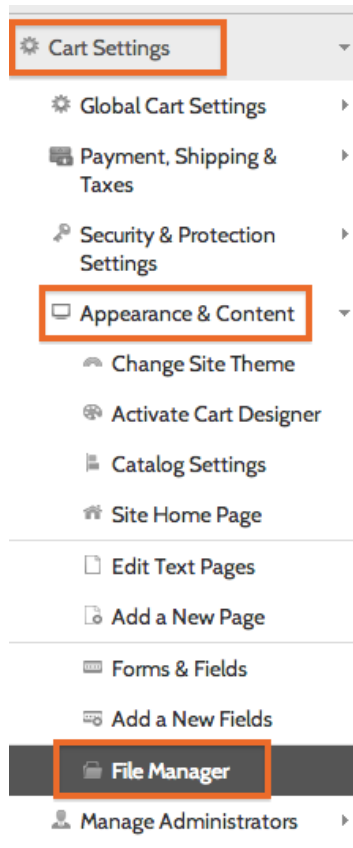 Cart Settings
Global Cart Settings
Payment, Shipping &
Taxes
Security & Protection
Settings
Appearance & Content
Change Site Theme
Activate Cart Designer
Catalog Settings
Site Home Page
Edit Text Pages
Add a New Page
Forms & Fields
Add a New Fields
File Manager
Manage Administrators